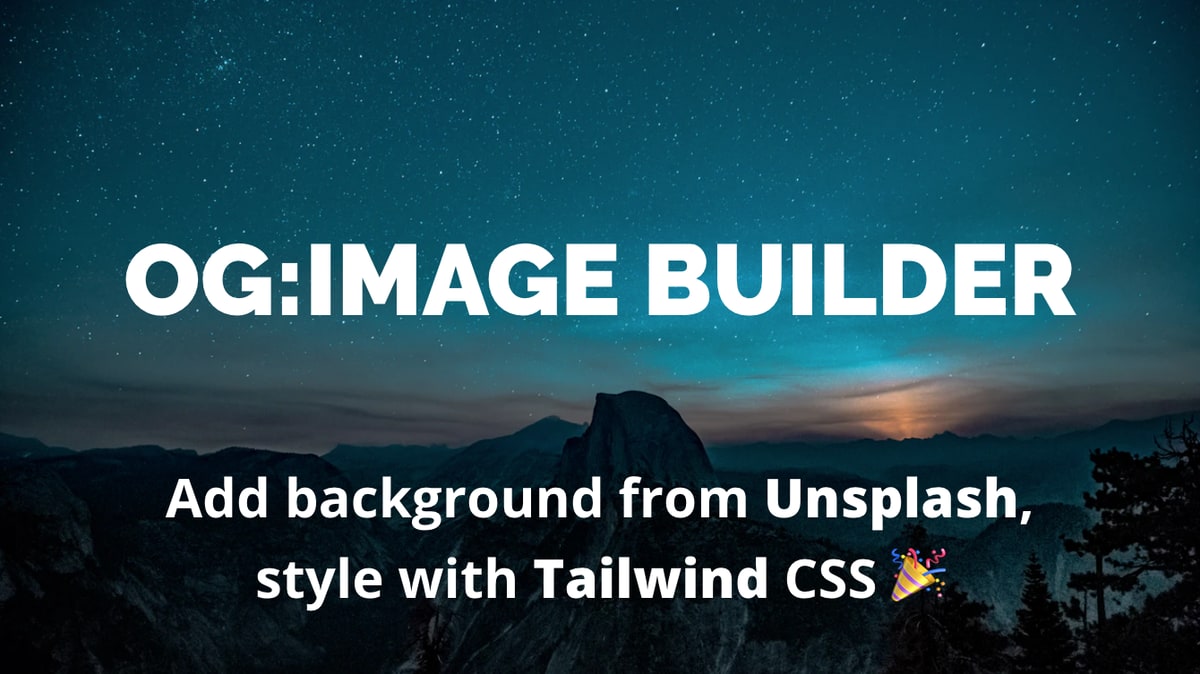 OG:IMAGE BUILDER
Add background from Unsplash,
style with Tailwind CSS 🎉